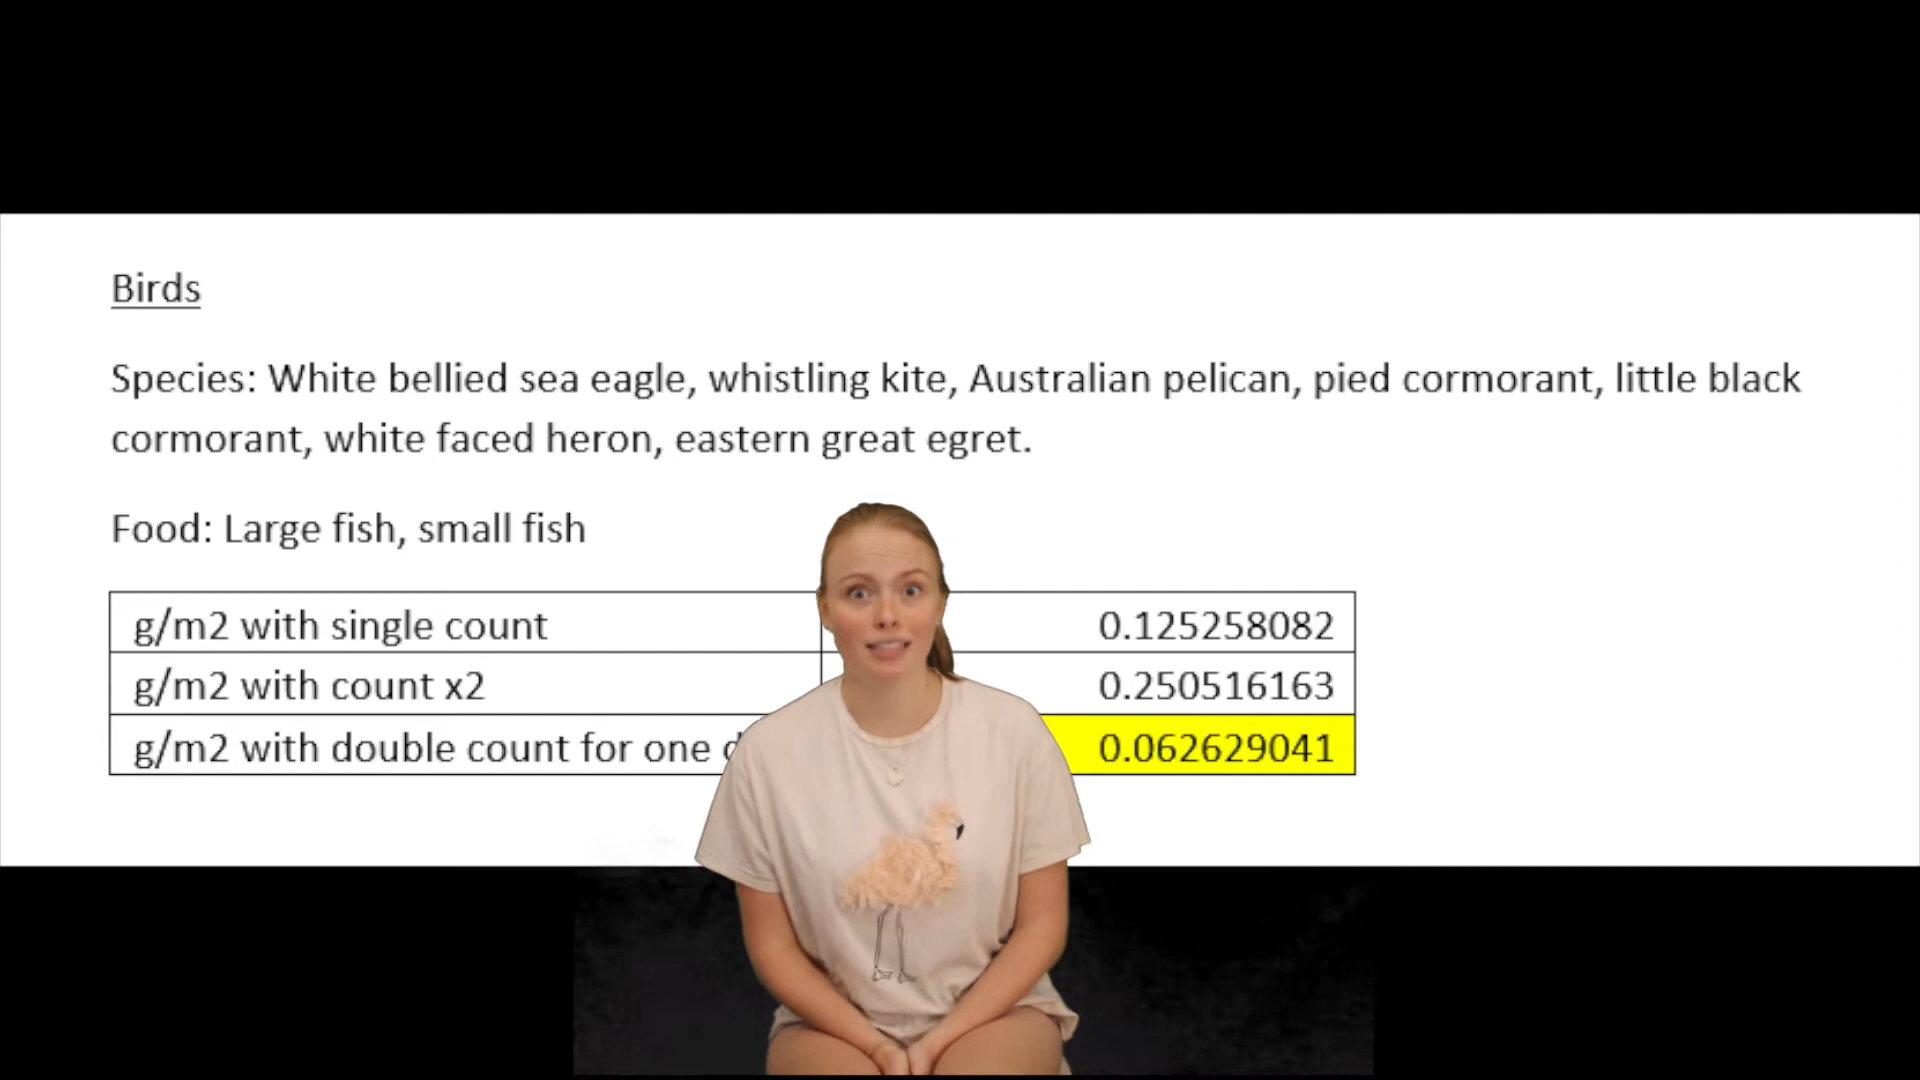 Birds
Species: White bellied sea eagle, whistling kite, Australian pelican, pied cormorant, little black
cormorant, white faced heron, eastern great egret.
Food: Large fish, small fish
g/m2 with single count 0.125258082
g/m2 with count x2 0.250516163
g/m2 with double count for one 0.062629041